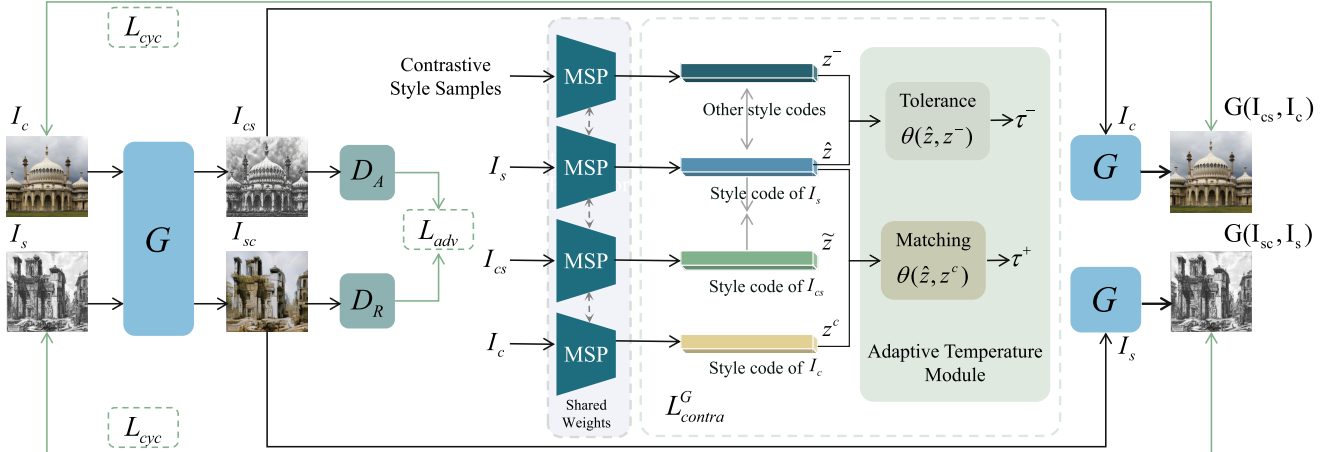 L_cyc
I_c
I_cs
G
D_A
L_adv
I_s
I_sc
D_R
L_cyc
Contrastive
Style Samples
MSP
z⁻
Other style codes
I_s
MSP
ẑ
Style code of I_s
I_cs
MSP
z̃
Style code of I_cs
I_c
MSP
z^c
Style code of I_c
Shared
Weights
L^G_contra
Tolerance
θ(ẑ, z⁻)
τ⁻
Matching
θ(ẑ, z^c)
τ⁺
Adaptive Temperature
Module
I_c
G
G(I_cs, I_c)
G(I_sc, I_s)
G
I_s